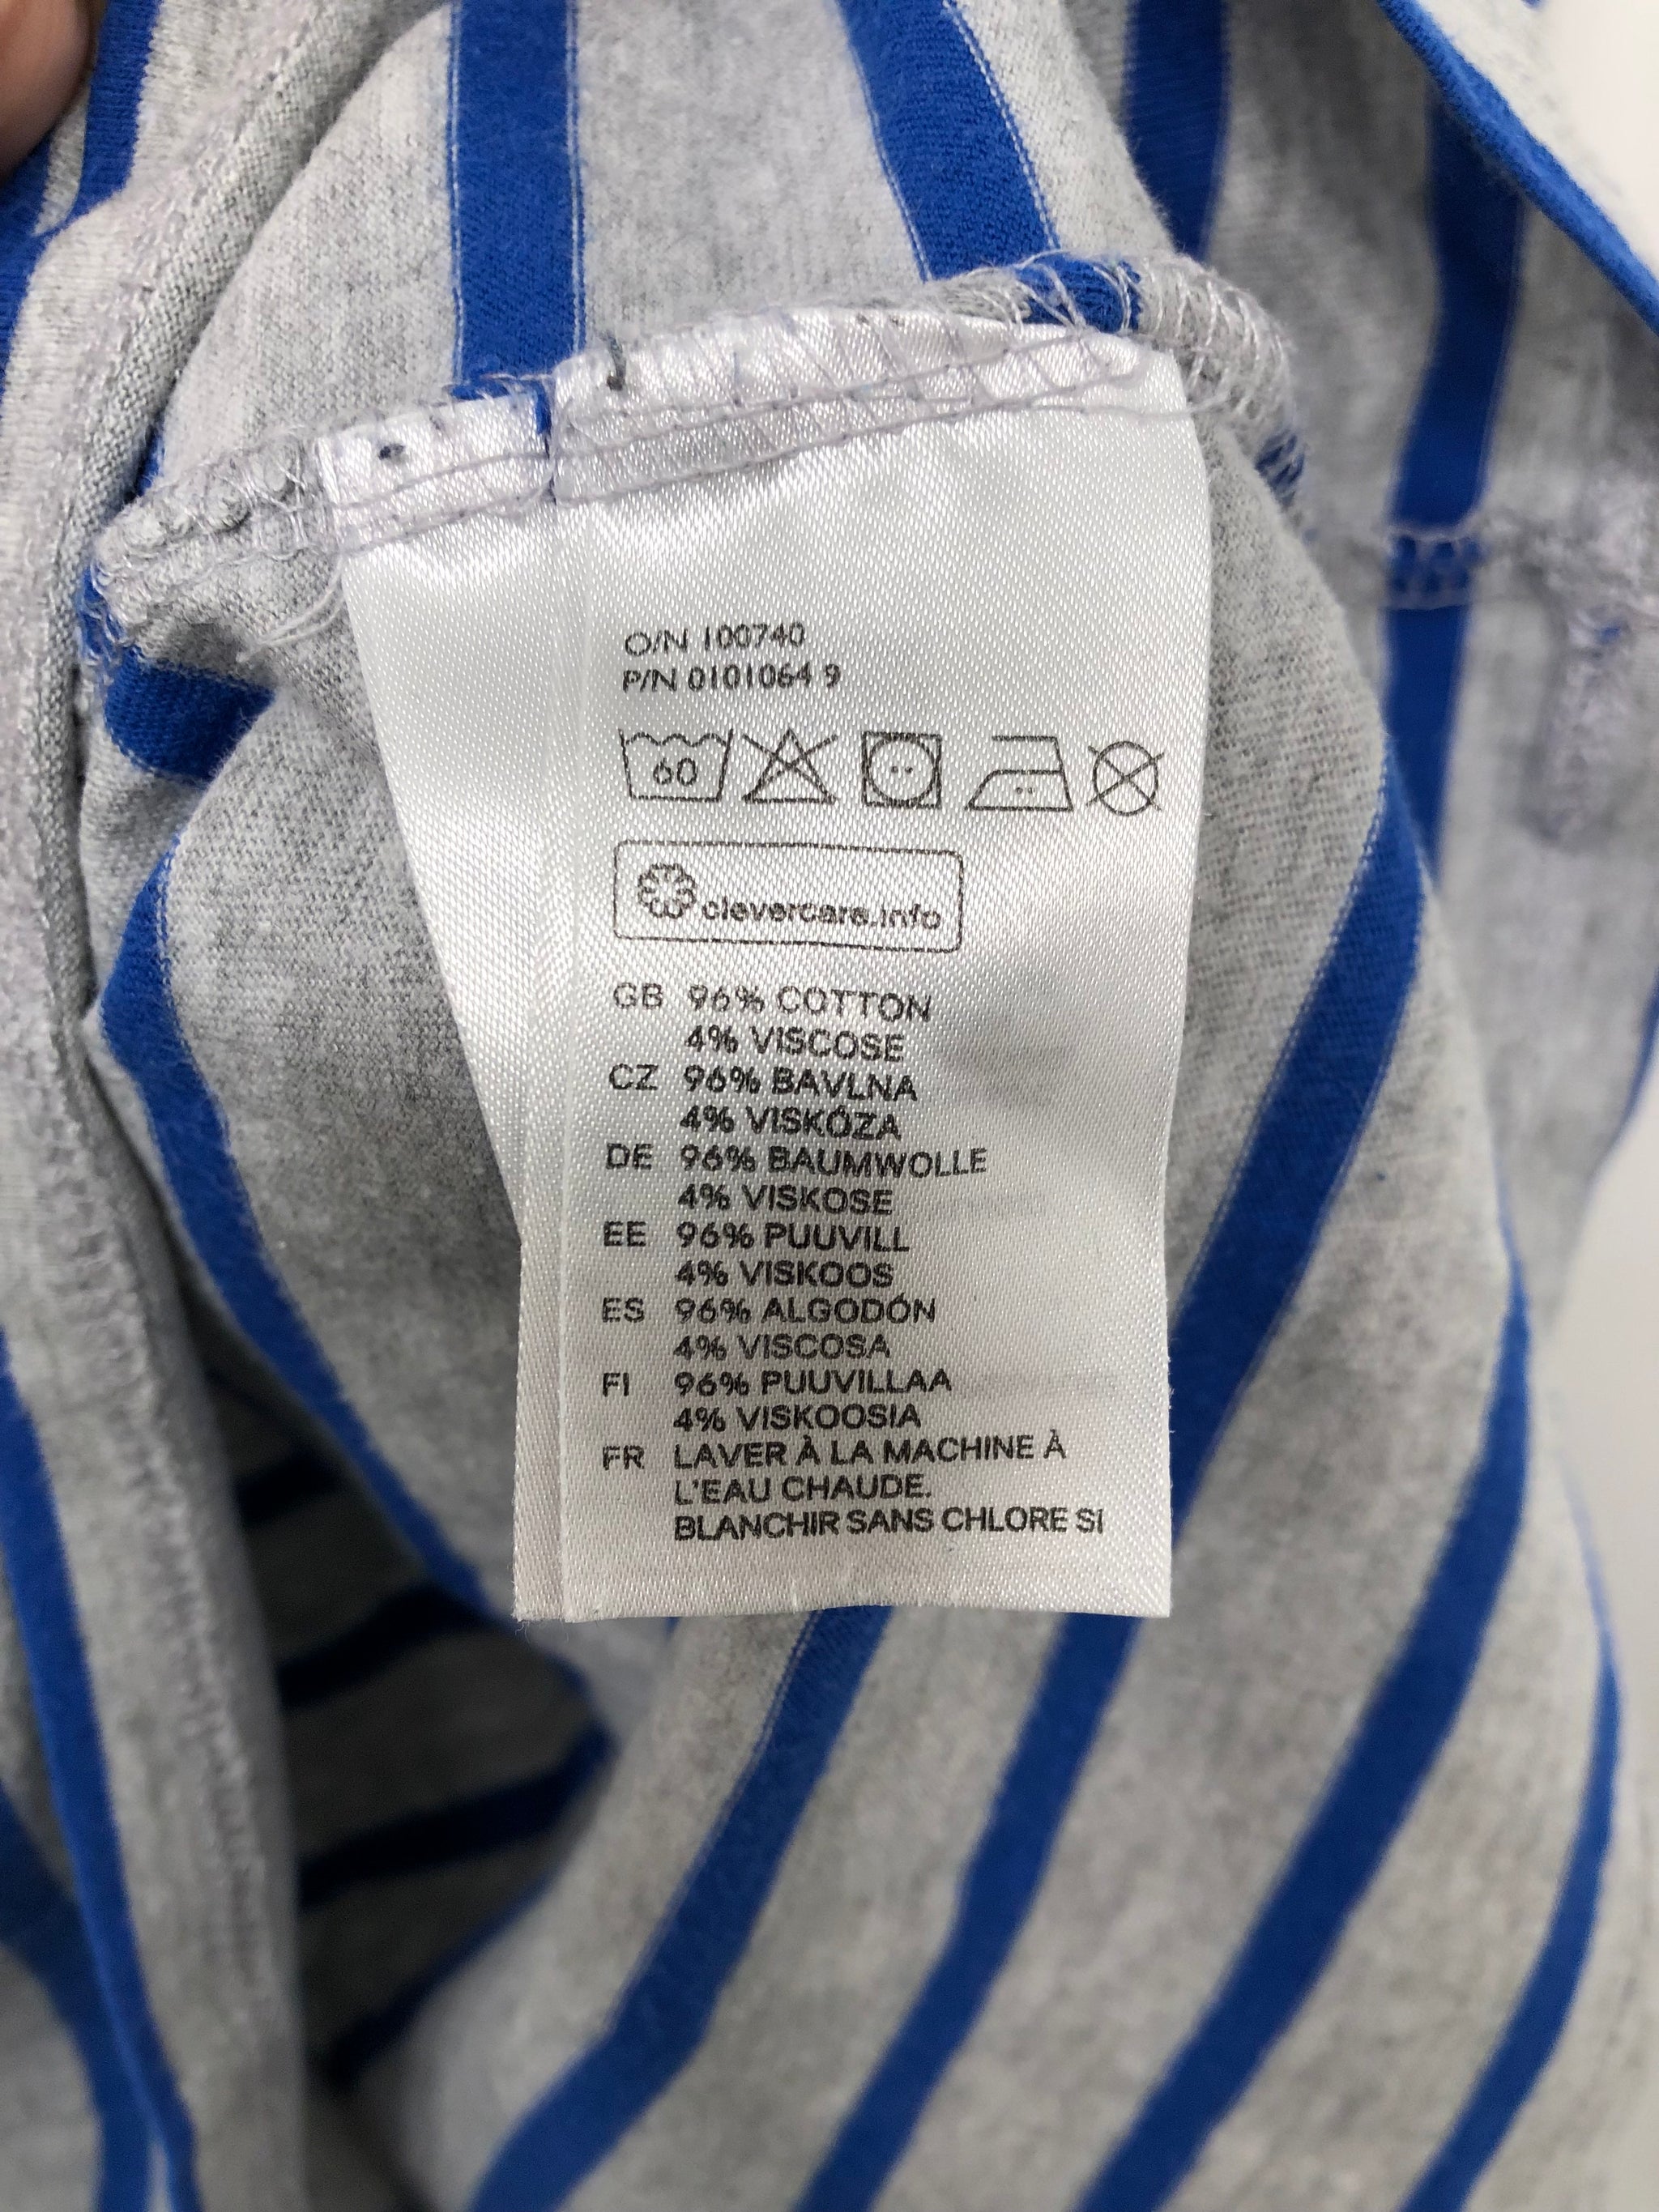 O/N 100740
P/N 0101064 9
60
clevercare.info
GB 96% COTTON
4% VISCOSE
CZ 96% BAVLNA
4% VISKÓZA
DE 96% BAUMWOLLE
4% VISKOSE
EE 96% PUUVILL
4% VISKOOS
ES 96% ALGODÓN
4% VISCOSA
FI 96% PUUVILLAA
4% VISKOOSIA
FR LAVER À LA MACHINE À
L'EAU CHAUDE.
BLANCHIR SANS CHLORE SI